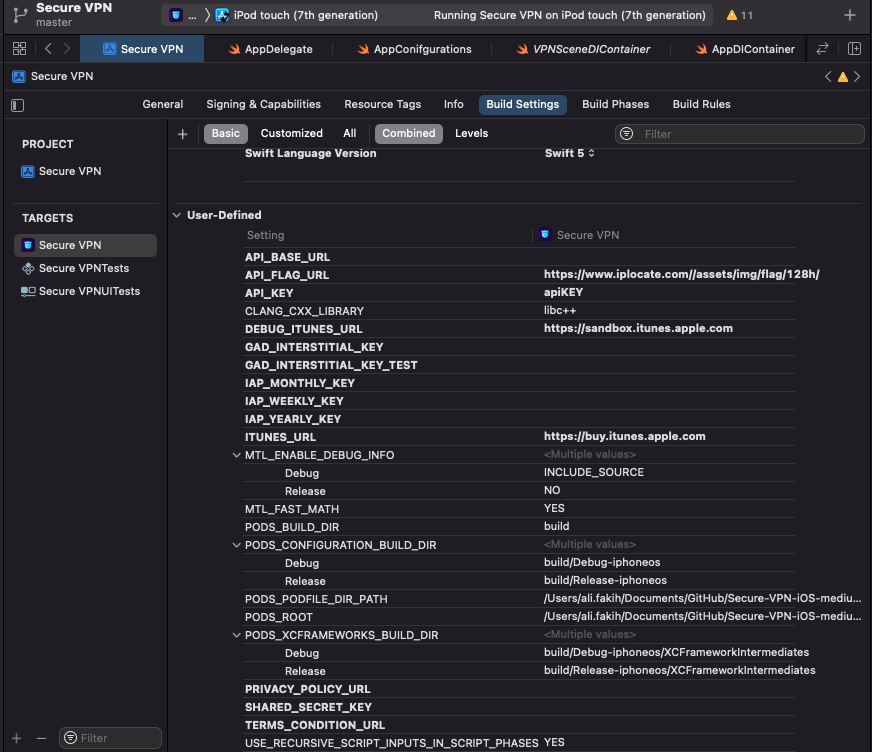 Secure VPN
master
... iPod touch (7th generation) Running Secure VPN on iPod touch (7th generation) 11
Secure VPN AppDelegate AppConifgurations VPNSceneDIContainer AppDIContainer
Secure VPN
General Signing & Capabilities Resource Tags Info Build Settings Build Phases Build Rules
Basic Customized All Combined Levels Filter
PROJECT
Secure VPN
TARGETS
Secure VPN
Secure VPNTests
Secure VPNUITests
Filter
Swift Language Version Swift 5
User-Defined
Setting Secure VPN
API_BASE_URL
API_FLAG_URL https://www.iplocate.com//assets/img/flag/128h/
API_KEY apiKEY
CLANG_CXX_LIBRARY libc++
DEBUG_ITUNES_URL https://sandbox.itunes.apple.com
GAD_INTERSTITIAL_KEY
GAD_INTERSTITIAL_KEY_TEST
IAP_MONTHLY_KEY
IAP_WEEKLY_KEY
IAP_YEARLY_KEY
ITUNES_URL https://buy.itunes.apple.com
MTL_ENABLE_DEBUG_INFO <Multiple values>
Debug INCLUDE_SOURCE
Release NO
MTL_FAST_MATH YES
PODS_BUILD_DIR build
PODS_CONFIGURATION_BUILD_DIR <Multiple values>
Debug build/Debug-iphoneos
Release build/Release-iphoneos
PODS_PODFILE_DIR_PATH /Users/ali.fakih/Documents/GitHub/Secure-VPN-iOS-mediu...
PODS_ROOT /Users/ali.fakih/Documents/GitHub/Secure-VPN-iOS-mediu...
PODS_XCFRAMEWORKS_BUILD_DIR <Multiple values>
Debug build/Debug-iphoneos/XCFrameworkIntermediates
Release build/Release-iphoneos/XCFrameworkIntermediates
PRIVACY_POLICY_URL
SHARED_SECRET_KEY
TERMS_CONDITION_URL
USE_RECURSIVE_SCRIPT_INPUTS_IN_SCRIPT_PHASES YES